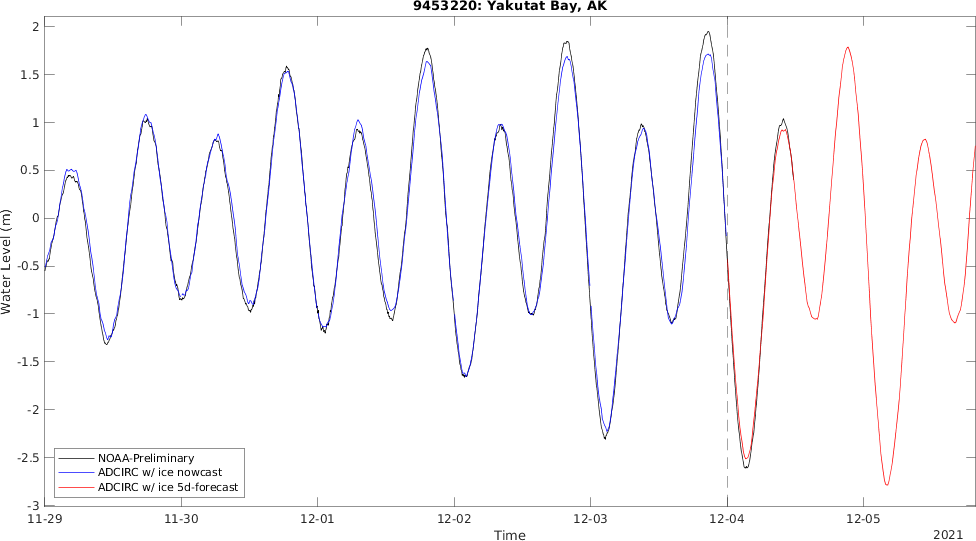 9453220: Yakutat Bay, AK
2
1.5
1
0.5
0
-0.5
-1
-1.5
-2
-2.5
-3
Water Level (m)
NOAA-Preliminary
ADCIRC w/ ice nowcast
ADCIRC w/ ice 5d-forecast
11-29 11-30 12-01 12-02 12-03 12-04 12-05
Time
2021